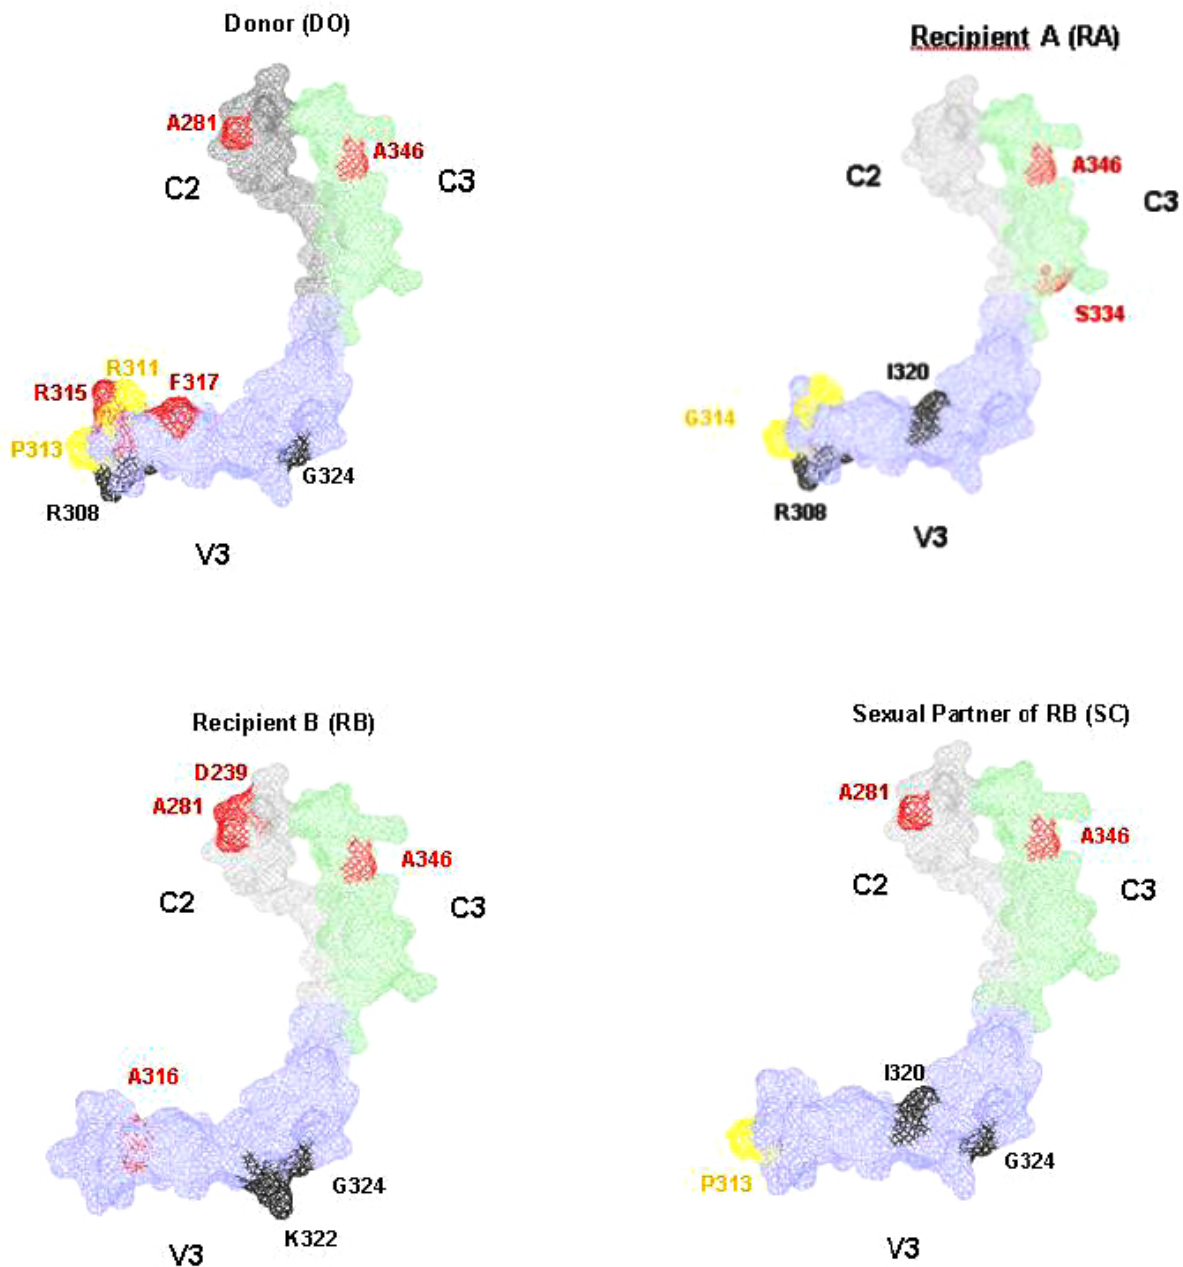 Donor (DO)
A281
A346
C2
C3
R311
R315
F317
P313
G324
R308
V3
Recipient A (RA)
C2
A346
C3
S334
I320
G314
R308
V3
Recipient B (RB)
D239
A281
A346
C2
C3
A316
G324
K322
V3
Sexual Partner of RB (SC)
A281
A346
C2
C3
I320
G324
P313
V3